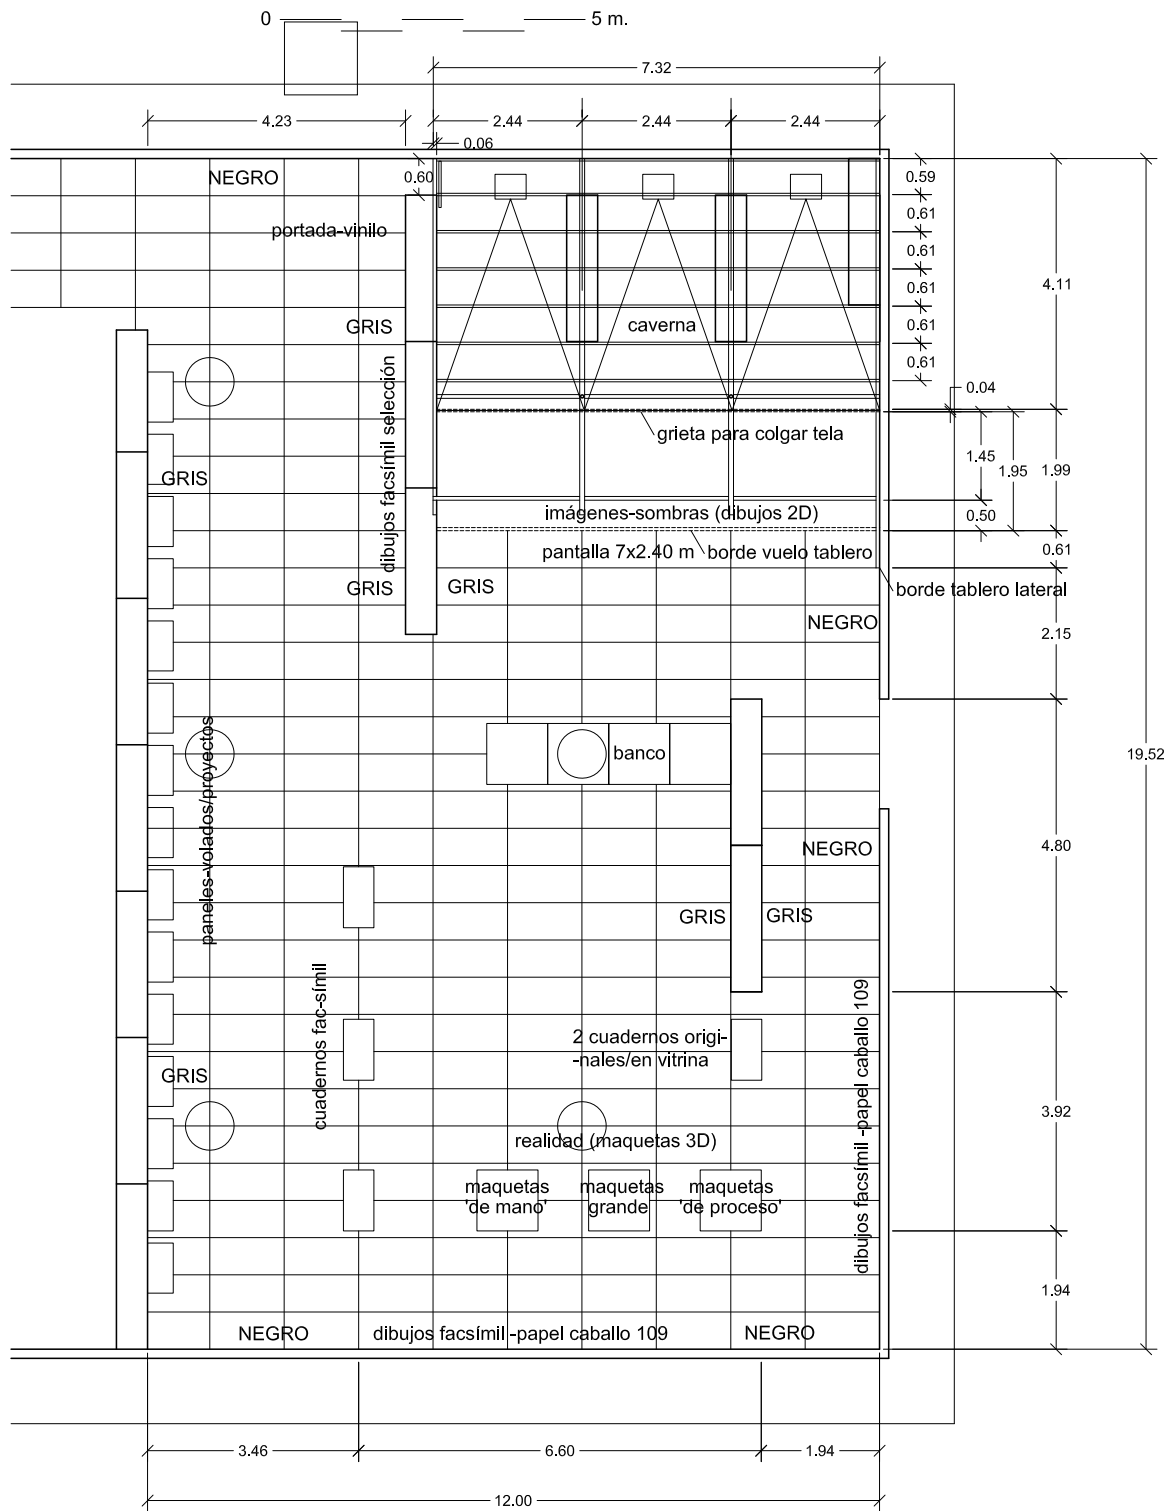 0
5 m.
7.32
4.23
2.44
2.44
2.44
0.06
NEGRO
0.60
0.59
portada-vinilo
0.61
0.61
4.11
0.61
GRIS
caverna
0.61
0.61
dibujos facsímil selección
0.04
grieta para colgar tela
1.45
1.95
1.99
GRIS
imágenes-sombras (dibujos 2D)
0.50
pantalla 7x2.40 m
borde vuelo tablero
0.61
GRIS
GRIS
borde tablero lateral
NEGRO
2.15
paneles-volados/proyectos
banco
19.52
NEGRO
4.80
GRIS
GRIS
cuadernos fac-símil
2 cuadernos origi-
-nales/en vitrina
dibujos facsímil -papel caballo 109
GRIS
3.92
realidad (maquetas 3D)
maquetas
'de mano'
maquetas
grande
maquetas
'de proceso'
1.94
NEGRO
dibujos facsímil -papel caballo 109
NEGRO
3.46
6.60
1.94
12.00